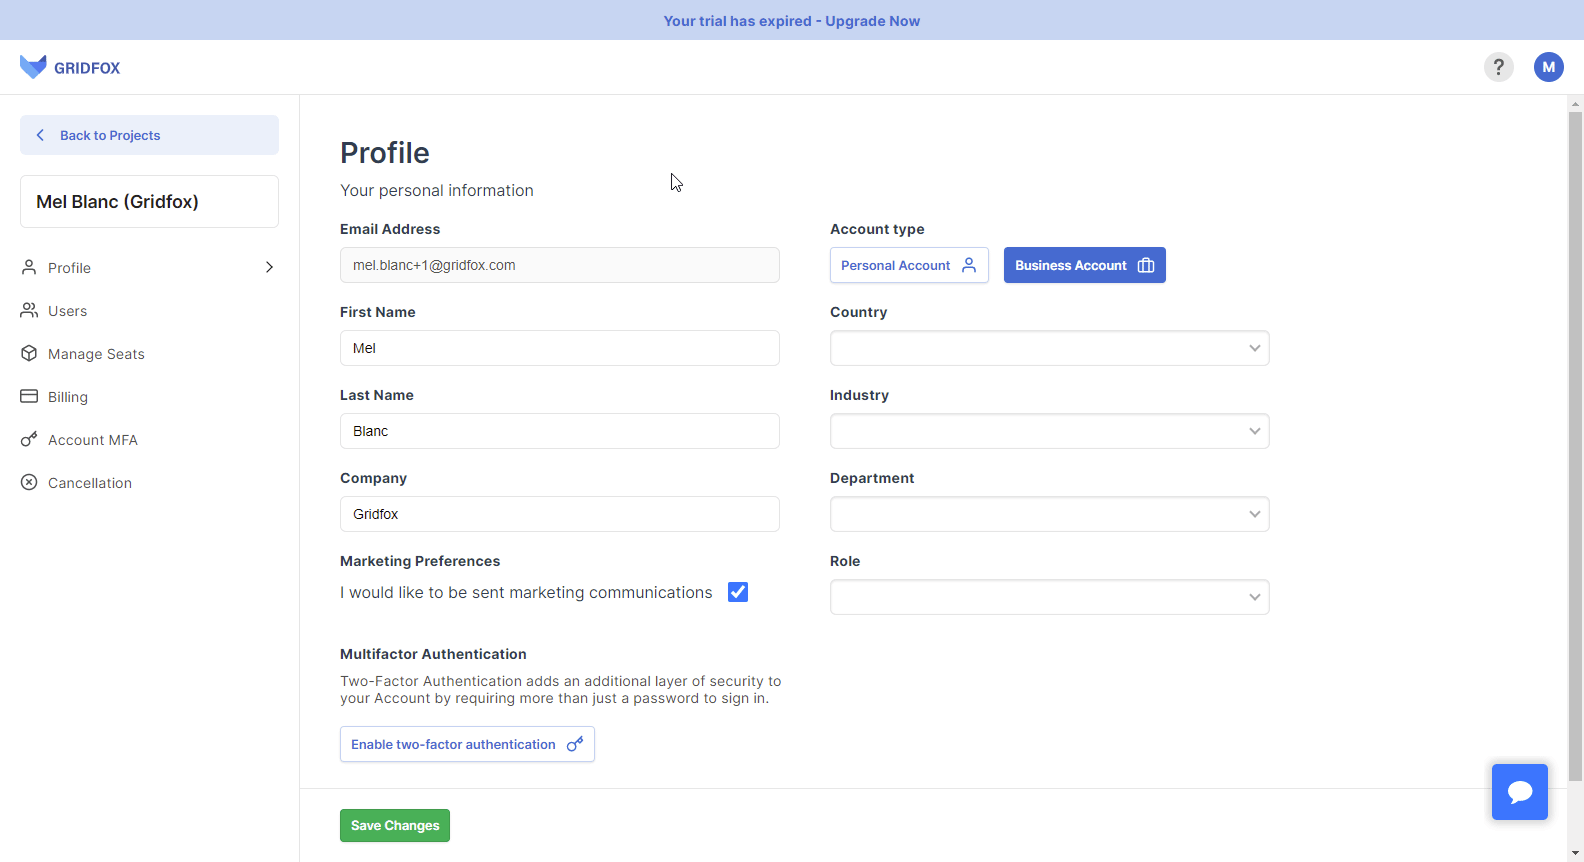 Your trial has expired - Upgrade Now
GRIDFOX
?
M
Back to Projects
Mel Blanc (Gridfox)
Profile
Users
Manage Seats
Billing
Account MFA
Cancellation
Profile
Your personal information
Email Address
mel.blanc+1@gridfox.com
First Name
Mel
Last Name
Blanc
Company
Gridfox
Marketing Preferences
I would like to be sent marketing communications
Account type
Personal Account
Business Account
Country
Industry
Department
Role
Multifactor Authentication
Two-Factor Authentication adds an additional layer of security to
your Account by requiring more than just a password to sign in.
Enable two-factor authentication
Save Changes